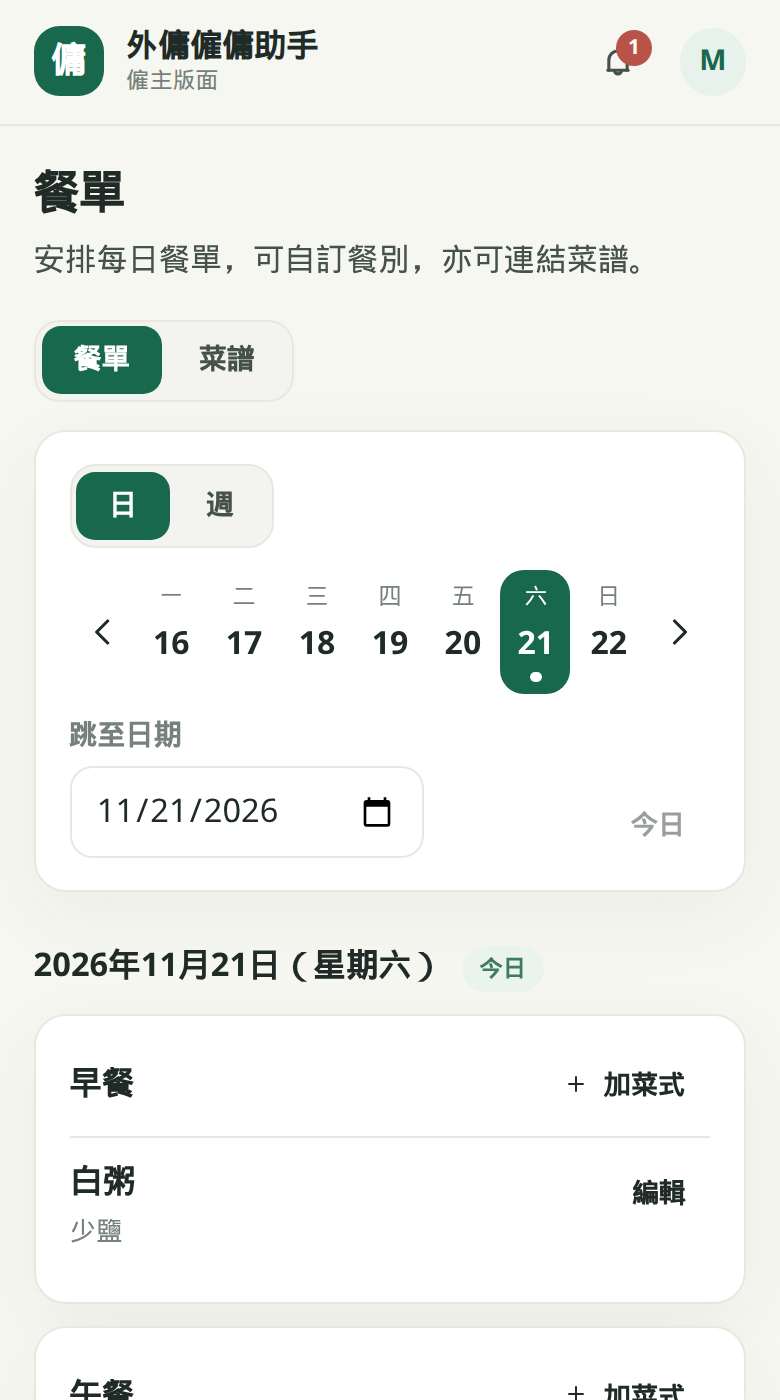 傭
外傭僱傭助手
僱主版面
1
M
餐單
安排每日餐單，可自訂餐別，亦可連結菜譜。
餐單 菜譜
日 週
一 二 三 四 五 六 日
16 17 18 19 20 21 22
跳至日期
11/21/2026
今日
2026年11月21日（星期六） 今日
早餐
+ 加菜式
白粥
編輯
少鹽
午餐
+ 加菜式